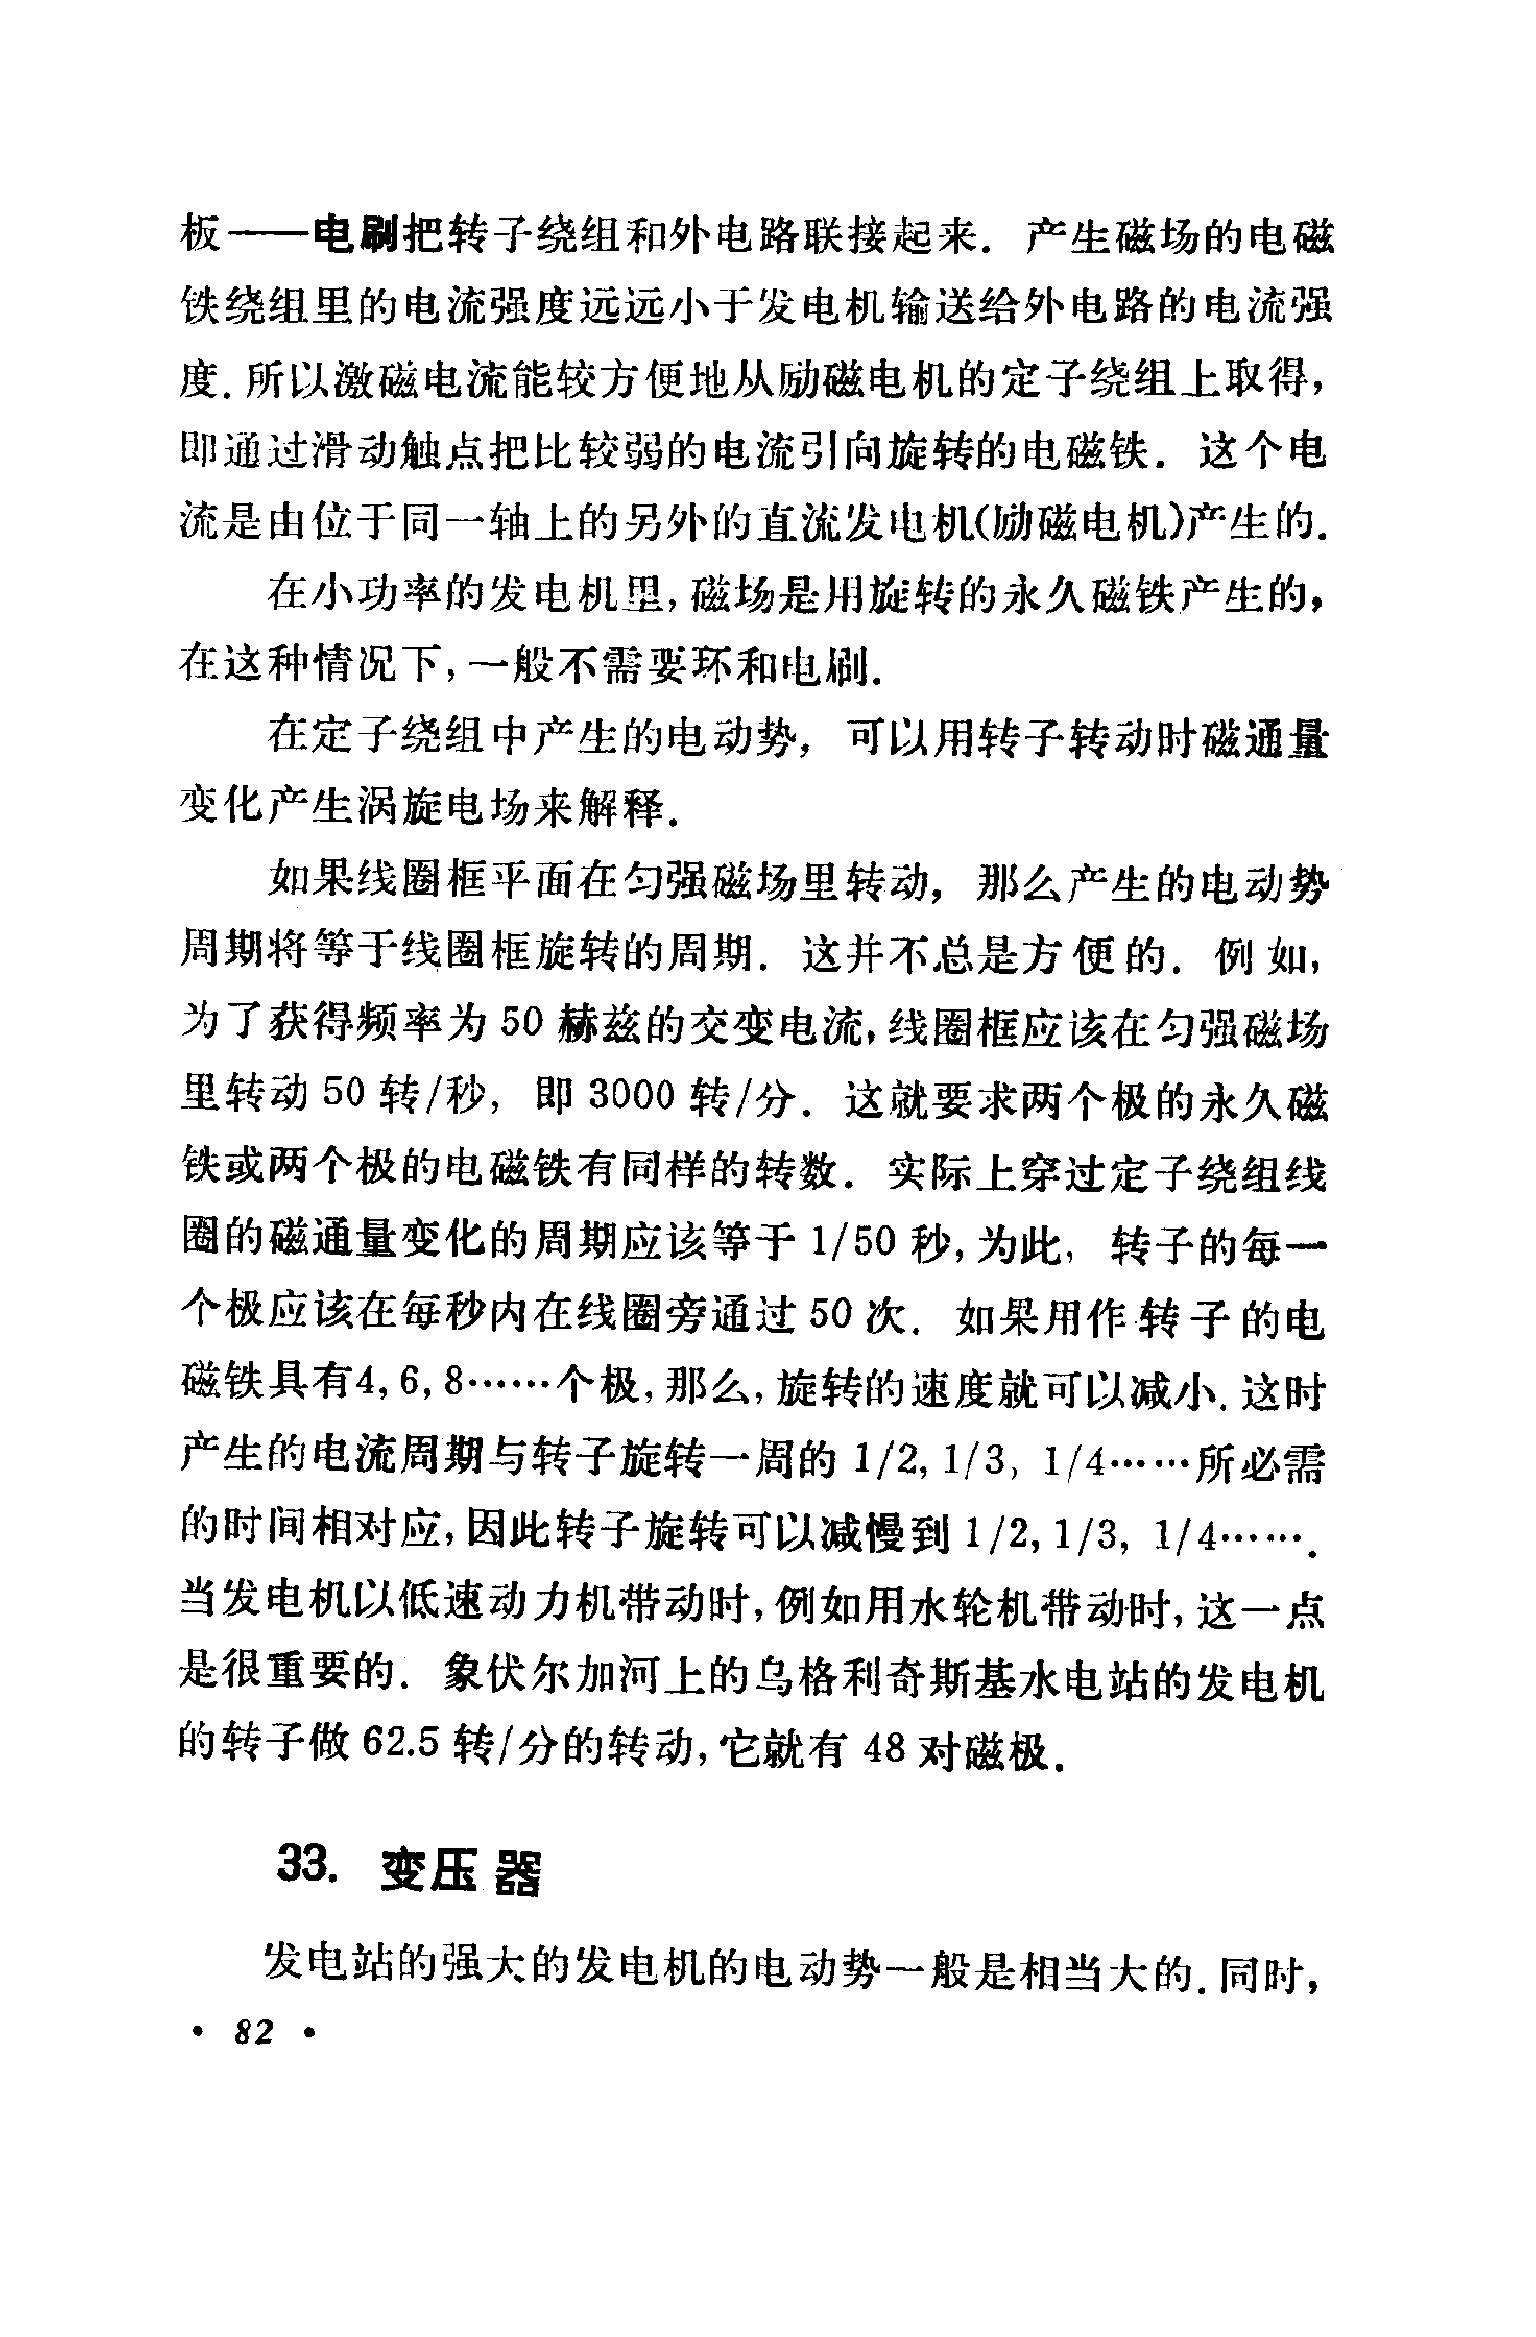 板——电刷把转子绕组和外电路联接起来. 产生磁场的电磁
铁绕组里的电流强度远远小于发电机输送给外电路的电流强
度.所以激磁电流能较方便地从励磁电机的定子绕组上取得,
即通过滑动触点把比较弱的电流引向旋转的电磁铁. 这个电
流是由位于同一轴上的另外的直流发电机(励磁电机)产生的.
在小功率的发电机里,磁场是用旋转的永久磁铁产生的,
在这种情况下,一般不需要环和电刷.
在定子绕组中产生的电动势, 可以用转子转动时磁通量
变化产生涡旋电场来解释.
如果线圈框平面在匀强磁场里转动, 那么产生的电动势
周期将等于线圈框旋转的周期. 这并不总是方便的. 例如,
为了获得频率为 50 赫兹的交变电流,线圈框应该在匀强磁场
里转动 50 转/秒, 即 3000 转/分. 这就要求两个极的永久磁
铁或两个极的电磁铁有同样的转数. 实际上穿过定子绕组线
圈的磁通量变化的周期应该等于 1/50 秒,为此, 转子的每一
个极应该在每秒内在线圈旁通过 50 次. 如果用作转子的电
磁铁具有4, 6, 8……个极,那么,旋转的速度就可以减小.这时
产生的电流周期与转子旋转一周的 1/2, 1/3, 1/4……所必需
的时间相对应,因此转子旋转可以减慢到 1/2, 1/3, 1/4…….
当发电机以低速动力机带动时,例如用水轮机带动时,这一点
是很重要的. 象伏尔加河上的乌格利奇斯基水电站的发电机
的转子做 62.5 转/分的转动,它就有 48 对磁极.
33. 变压器
发电站的强大的发电机的电动势一般是相当大的.同时,
• 82 •